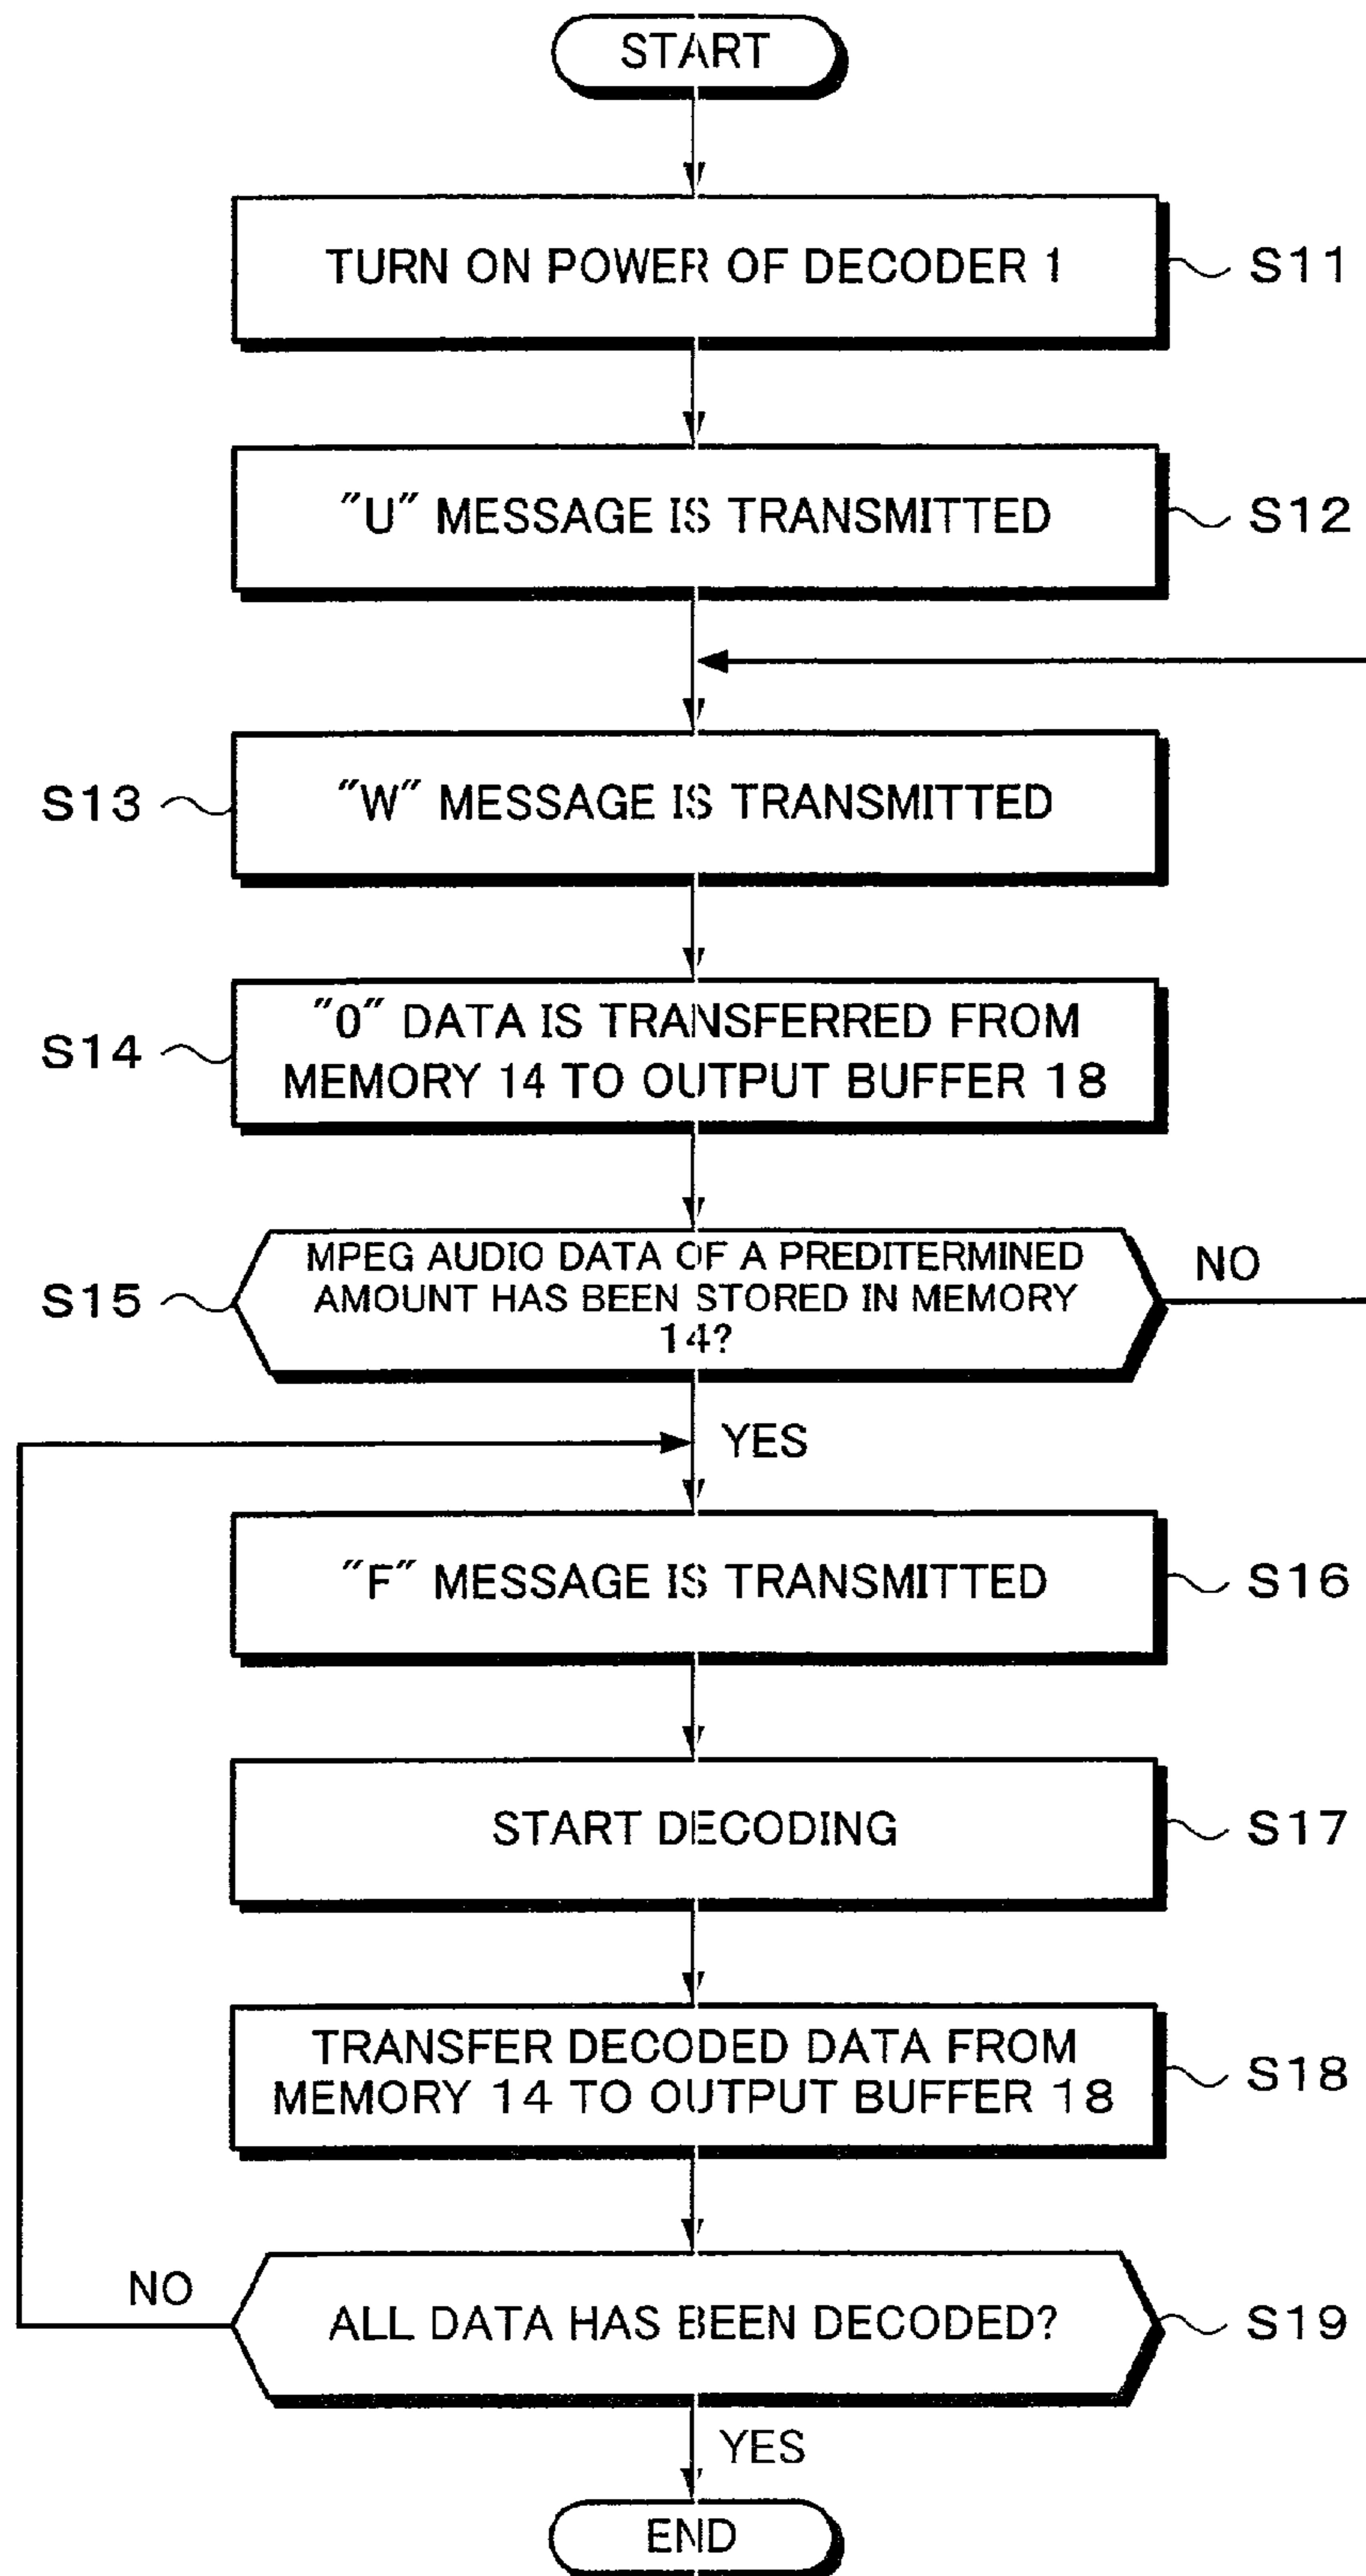 START
TURN ON POWER OF DECODER 1
S11
"U" MESSAGE IS TRANSMITTED
S12
S13
"W" MESSAGE IS TRANSMITTED
S14
"0" DATA IS TRANSFERRED FROM
MEMORY 14 TO OUTPUT BUFFER 18
S15
MPEG AUDIO DATA OF A PREDITERMINED
AMOUNT HAS BEEN STORED IN MEMORY
14?
NO
YES
"F" MESSAGE IS TRANSMITTED
S16
START DECODING
S17
TRANSFER DECODED DATA FROM
MEMORY 14 TO OUTPUT BUFFER 18
S18
NO
ALL DATA HAS BEEN DECODED?
S19
YES
END